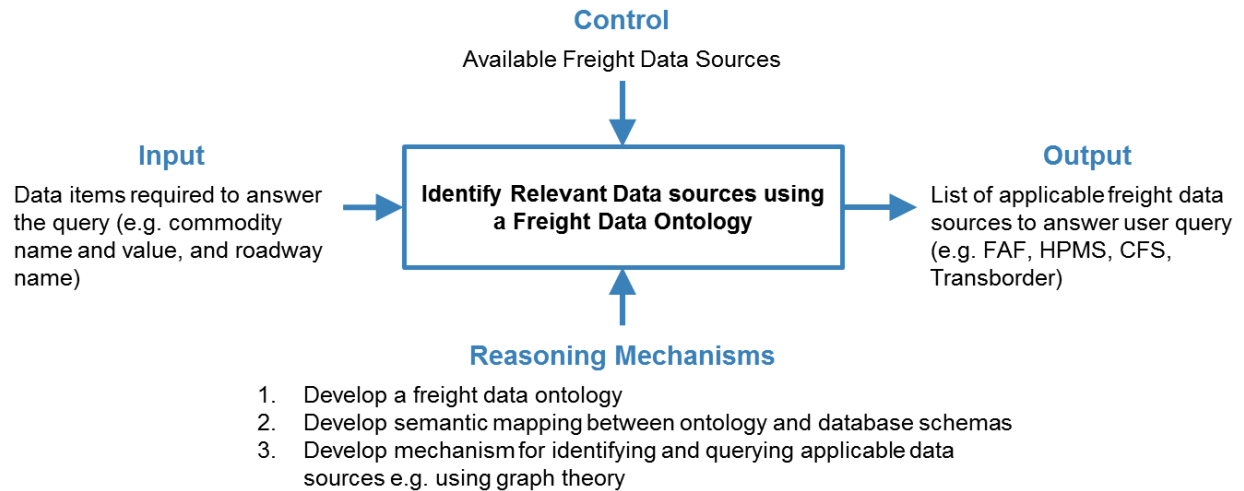 Control
Available Freight Data Sources
Input
Data items required to answer
the query (e.g. commodity
name and value, and roadway
name)
Identify Relevant Data sources using
a Freight Data Ontology
Output
List of applicable freight data
sources to answer user query
(e.g. FAF, HPMS, CFS,
Transborder)
Reasoning Mechanisms
1. Develop a freight data ontology
2. Develop semantic mapping between ontology and database schemas
3. Develop mechanism for identifying and querying applicable data
sources e.g. using graph theory